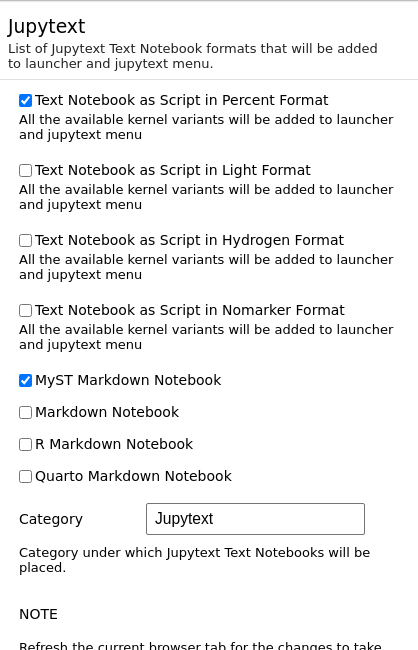 Jupytext
List of Jupytext Text Notebook formats that will be added
to launcher and jupytext menu.
Text Notebook as Script in Percent Format
All the available kernel variants will be added to launcher
and jupytext menu
Text Notebook as Script in Light Format
All the available kernel variants will be added to launcher
and jupytext menu
Text Notebook as Script in Hydrogen Format
All the available kernel variants will be added to launcher
and jupytext menu
Text Notebook as Script in Nomarker Format
All the available kernel variants will be added to launcher
and jupytext menu
MyST Markdown Notebook
Markdown Notebook
R Markdown Notebook
Quarto Markdown Notebook
Category Jupytext
Category under which Jupytext Text Notebooks will be
placed.
NOTE
Refresh the current browser tab for the changes to take